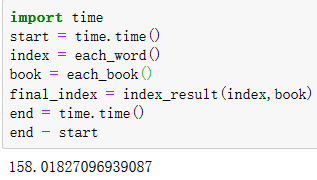 import time
start = time.time()
index = each_word()
book = each_book()
final_index = index_result(index,book)
end = time.time()
end - start
158.01827096939087